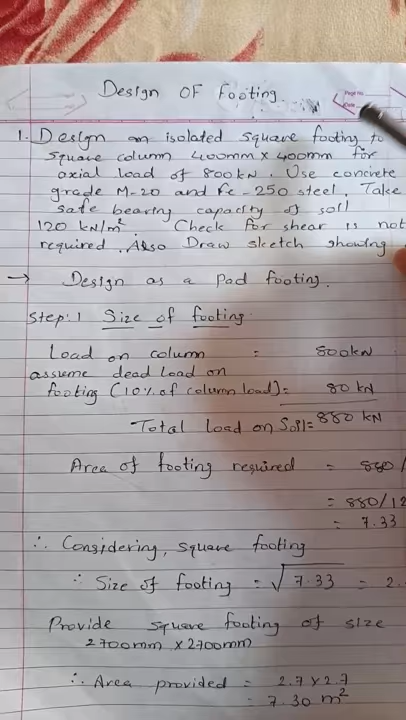 Page No.
Date
Design OF Footing.
1. Design an isolated square footing to
square column 400mm x 400mm for
axial load of 800kN. Use concrete
grade M-20 and Fe-250 steel. Take
safe bearing capacity of soil
120 kN/m². Check for shear is not
required. Also Draw sketch showing
→ Design as a Pad footing.
Step:1 Size of footing.
Load on column = 800kN
assume dead Load on
footing (10% of column load)= 80 kN
Total Load on Soil= 880 kN
Area of footing required = 880/
= 880/12
= 7.33
∴ Considering, square footing
∴ Size of footing = √7.33 = 2.
Provide square footing of size
2700mm x 2700mm
∴ Area provided = 2.7 x 2.7
= 7.30 m²